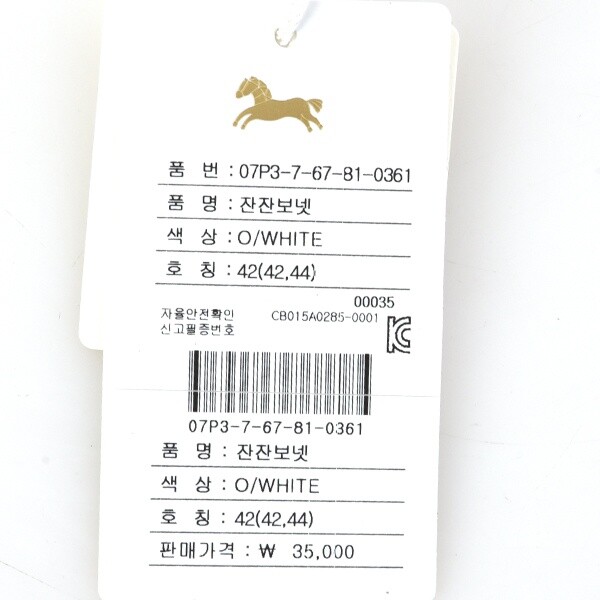 품 번 : 07P3-7-67-81-0361
품 명 : 잔잔보넷
색 상 : O/WHITE
호 칭 : 42(42,44)
00035
자율안전확인
신고필증번호 CB015A0285-0001
07P3-7-67-81-0361
품 명 : 잔잔보넷
색 상 : O/WHITE
호 칭 : 42(42,44)
판매가격 : ₩ 35,000